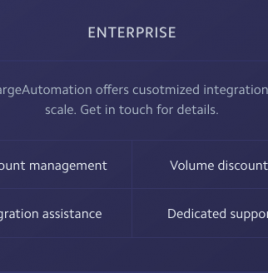 ENTERPRISE
argeAutomation offers cusotmized integration
scale. Get in touch for details.
ount management
Volume discount
gration assistance
Dedicated suppor